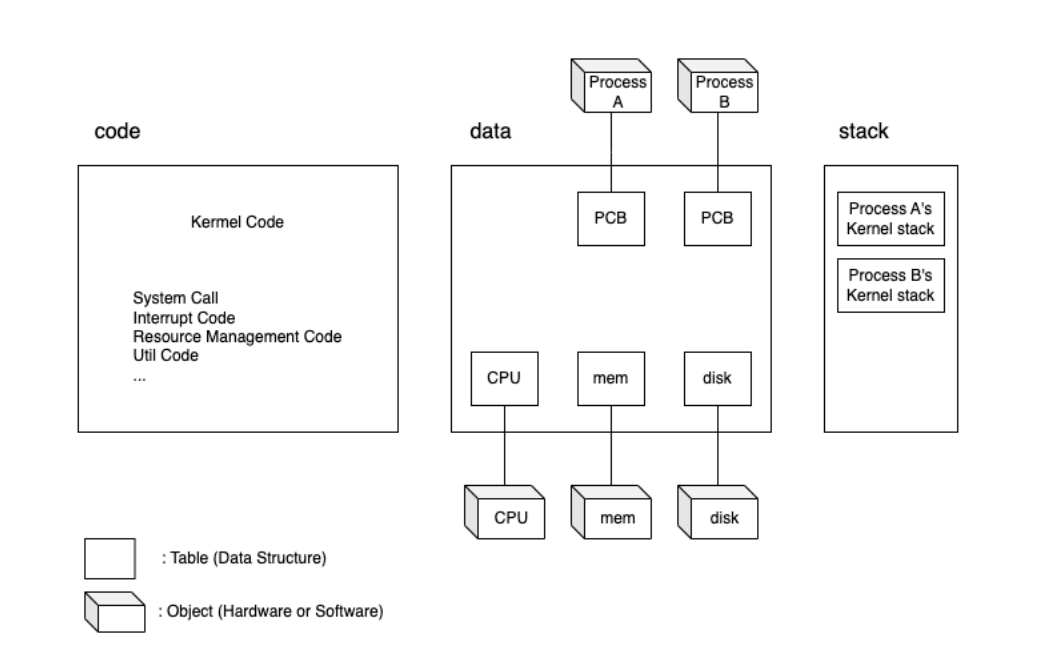 Process
A
Process
B
code
data
stack
Kernel Code
System Call
Interrupt Code
Resource Management Code
Util Code
...
PCB
PCB
CPU
mem
disk
CPU
mem
disk
Process A's
Kernel stack
Process B's
Kernel stack
: Table (Data Structure)
: Object (Hardware or Software)